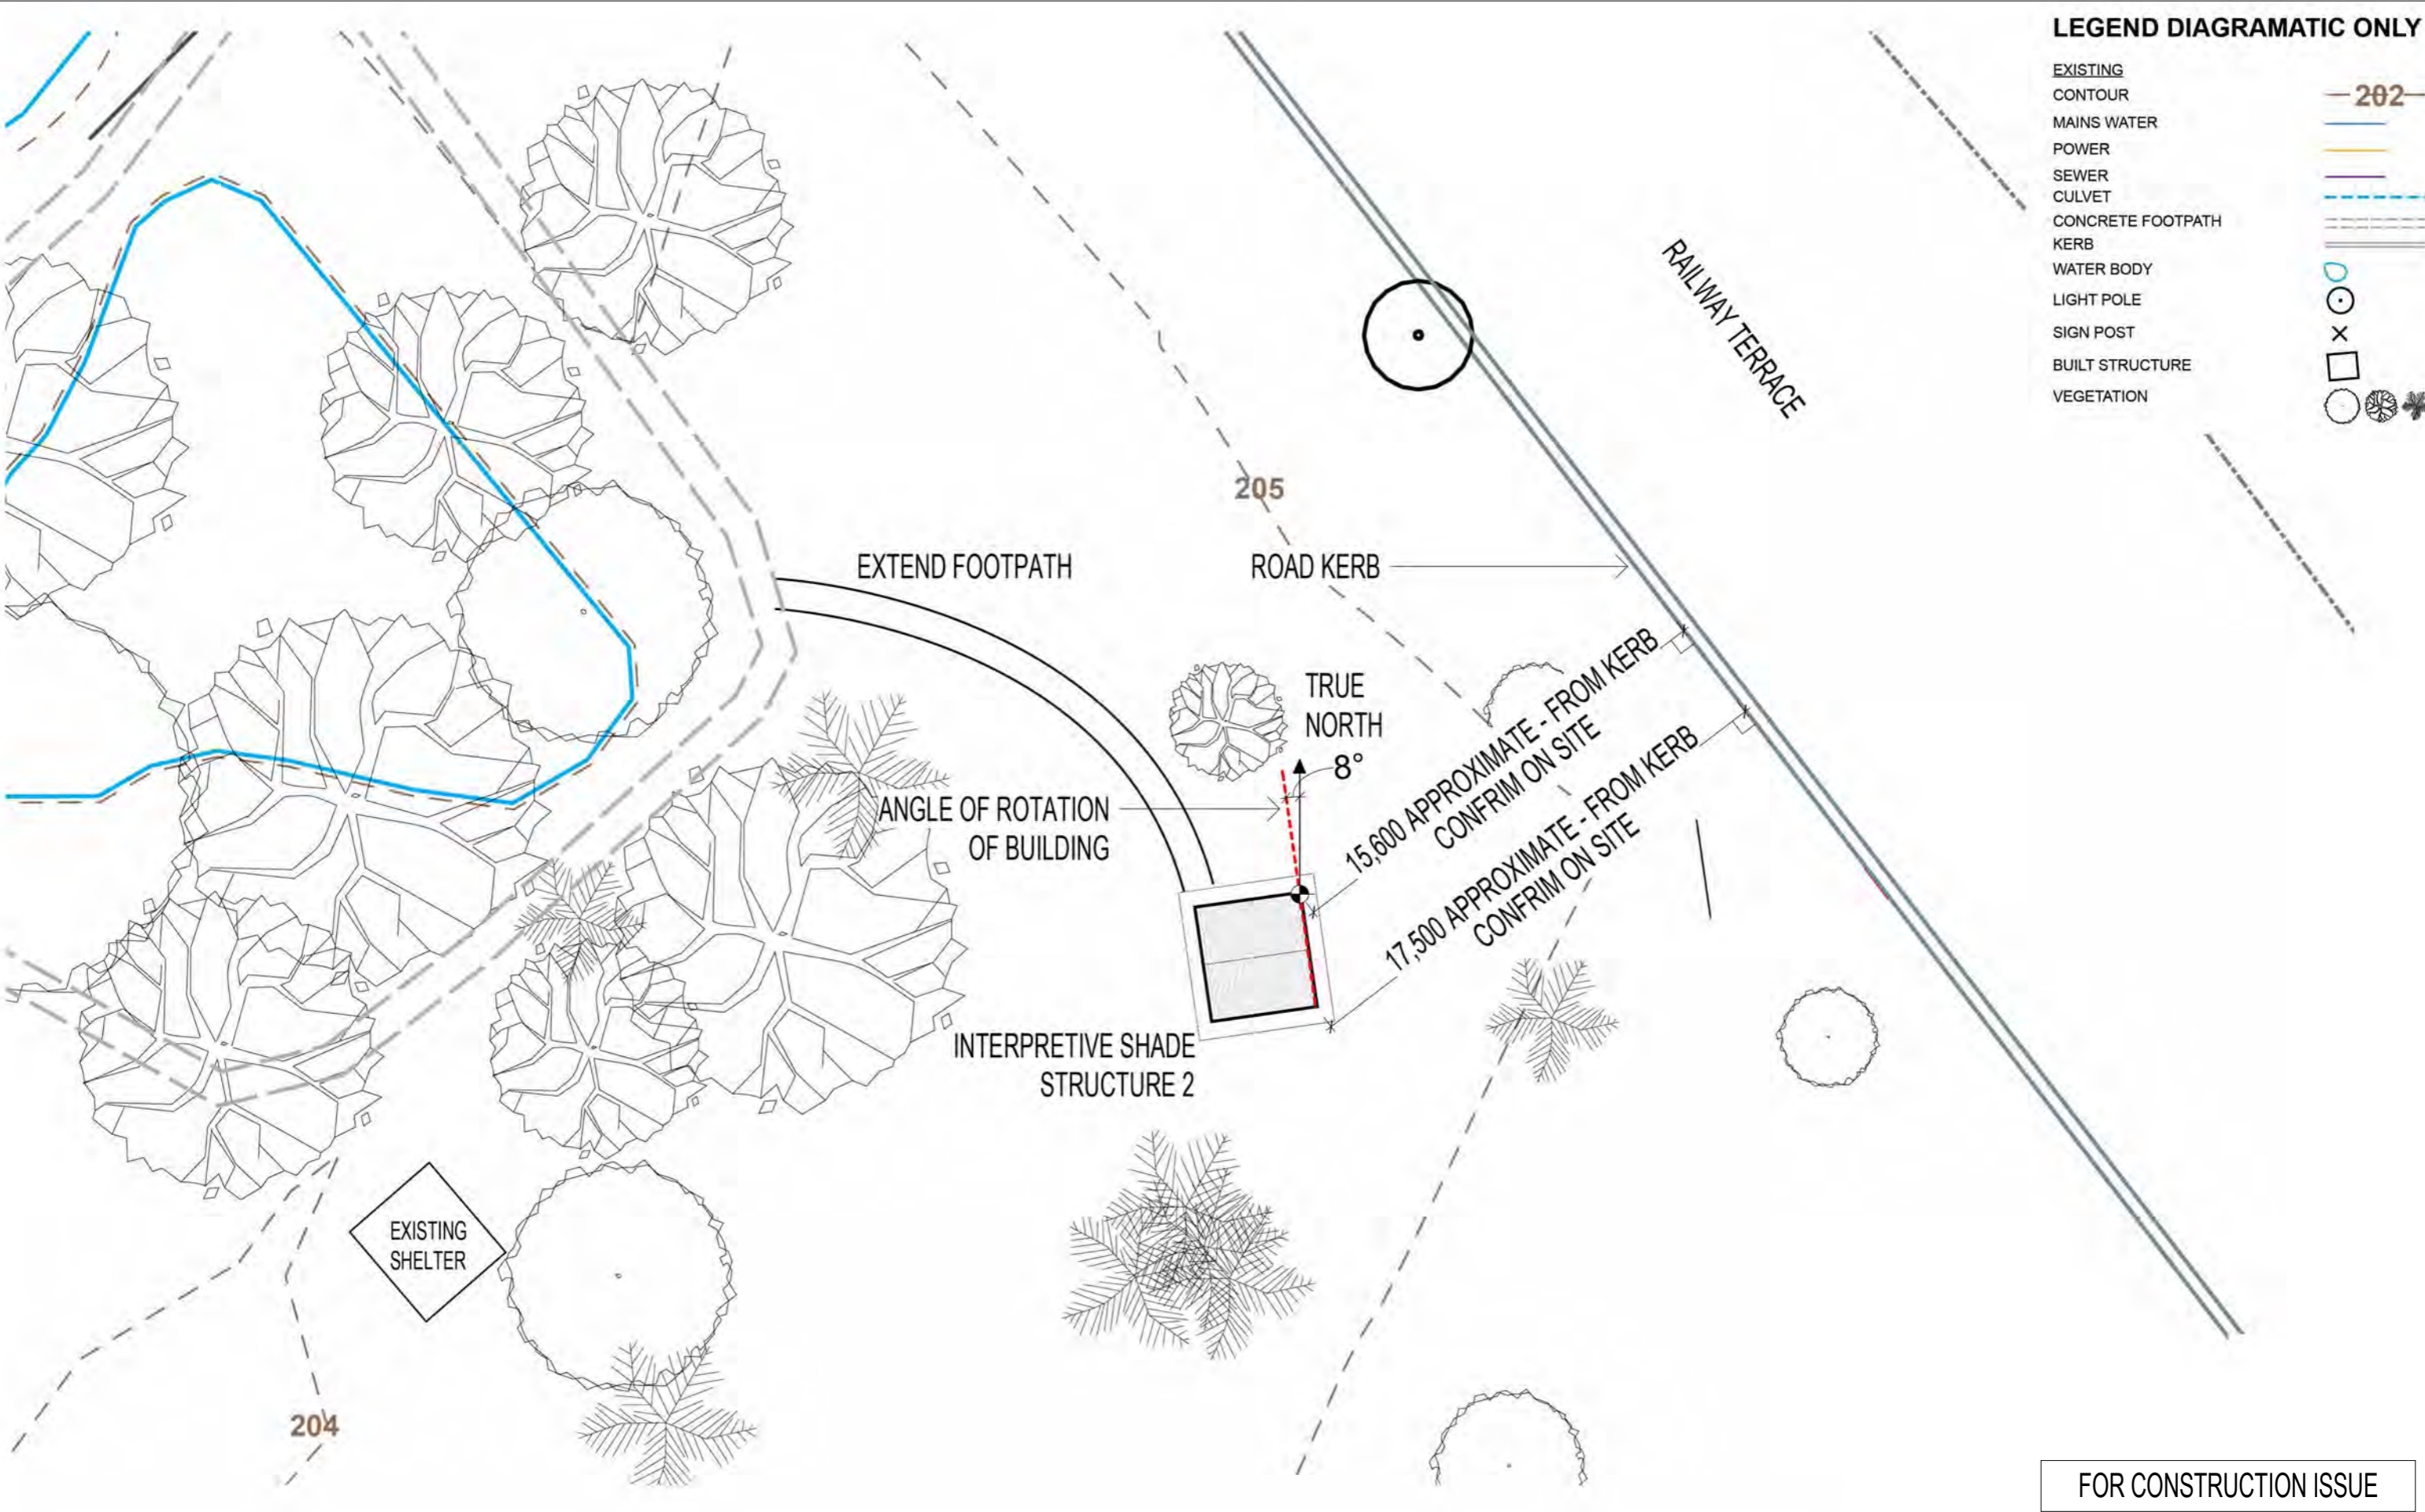 LEGEND DIAGRAMATIC ONLY
EXISTING
CONTOUR
202
MAINS WATER
POWER
SEWER
CULVET
CONCRETE FOOTPATH
KERB
WATER BODY
LIGHT POLE
SIGN POST
BUILT STRUCTURE
VEGETATION
RAILWAY TERRACE
205
EXTEND FOOTPATH
ROAD KERB
TRUE
NORTH
8°
15,600 APPROXIMATE - FROM KERB
CONFRIM ON SITE
17,500 APPROXIMATE - FROM KERB
CONFRIM ON SITE
ANGLE OF ROTATION
OF BUILDING
INTERPRETIVE SHADE
STRUCTURE 2
EXISTING
SHELTER
204
FOR CONSTRUCTION ISSUE